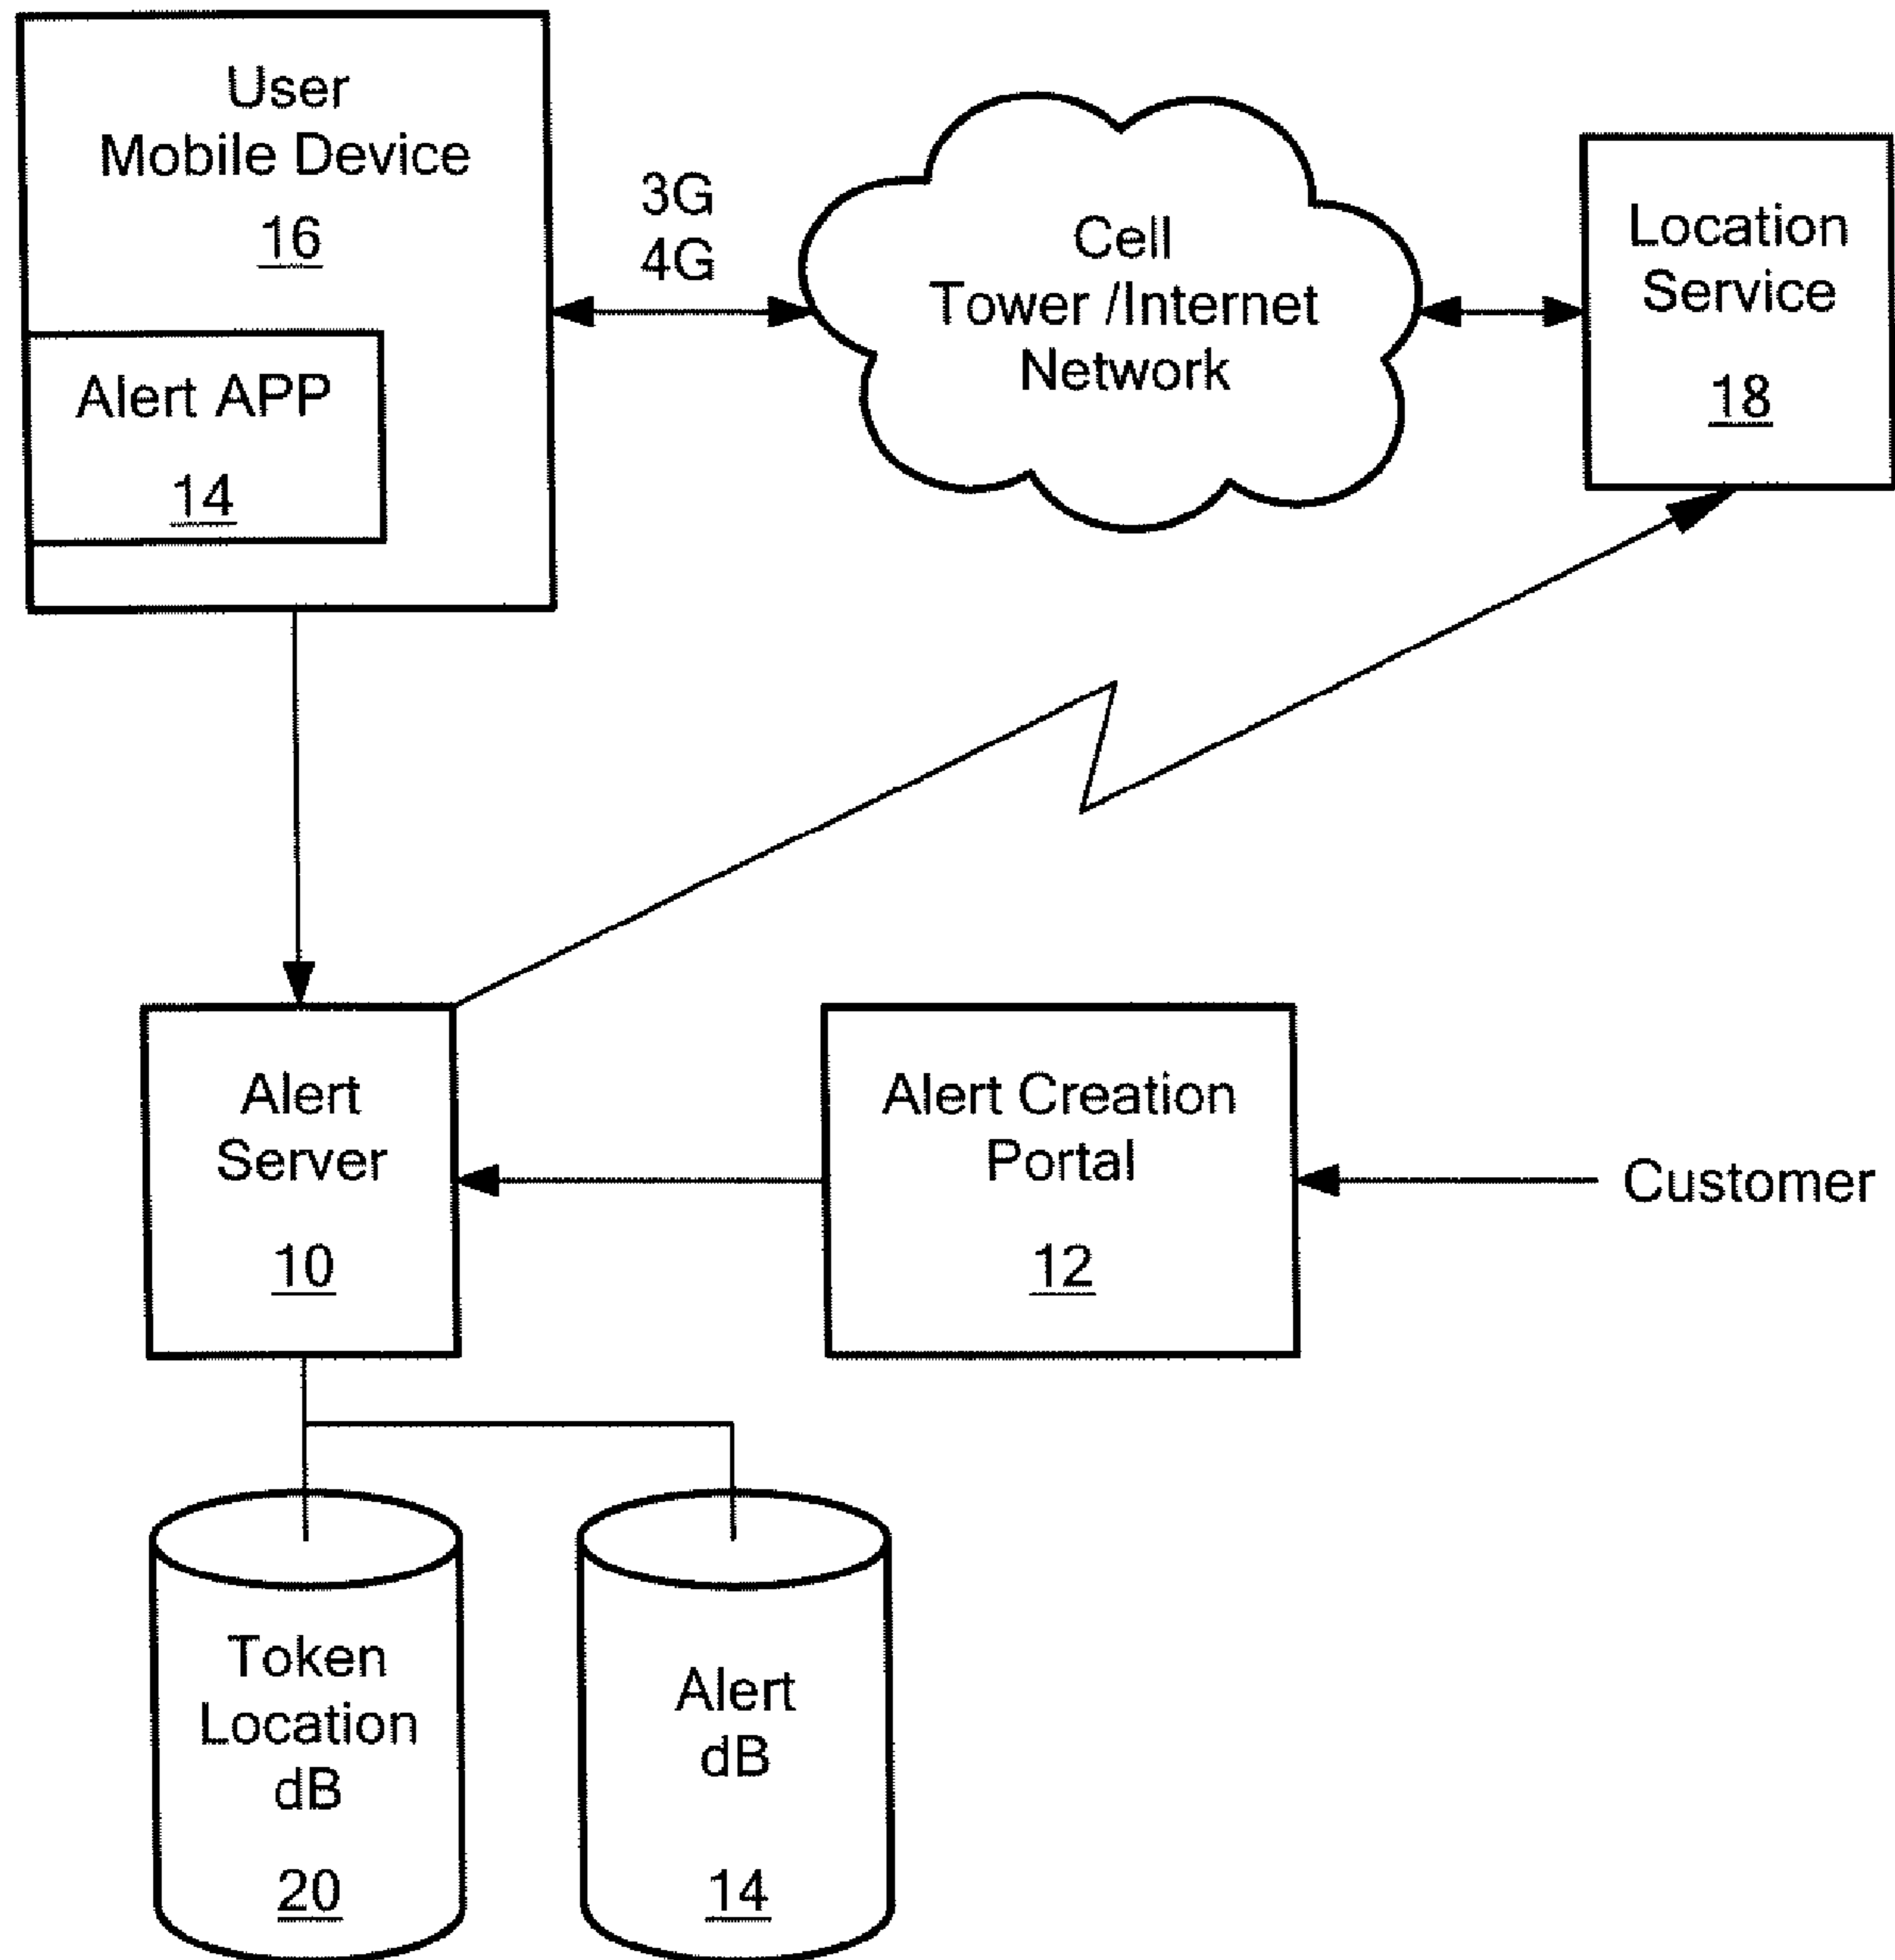 User
Mobile Device
16
Alert APP
14
3G
4G
Cell
Tower /Internet
Network
Location
Service
18
Alert
Server
10
Alert Creation
Portal
12
Customer
Token
Location
dB
20
Alert
dB
14